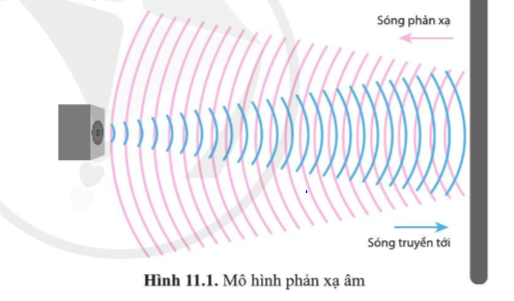 Sóng phản xạ
Sóng truyền tới
Hình 11.1. Mô hình phản xạ âm